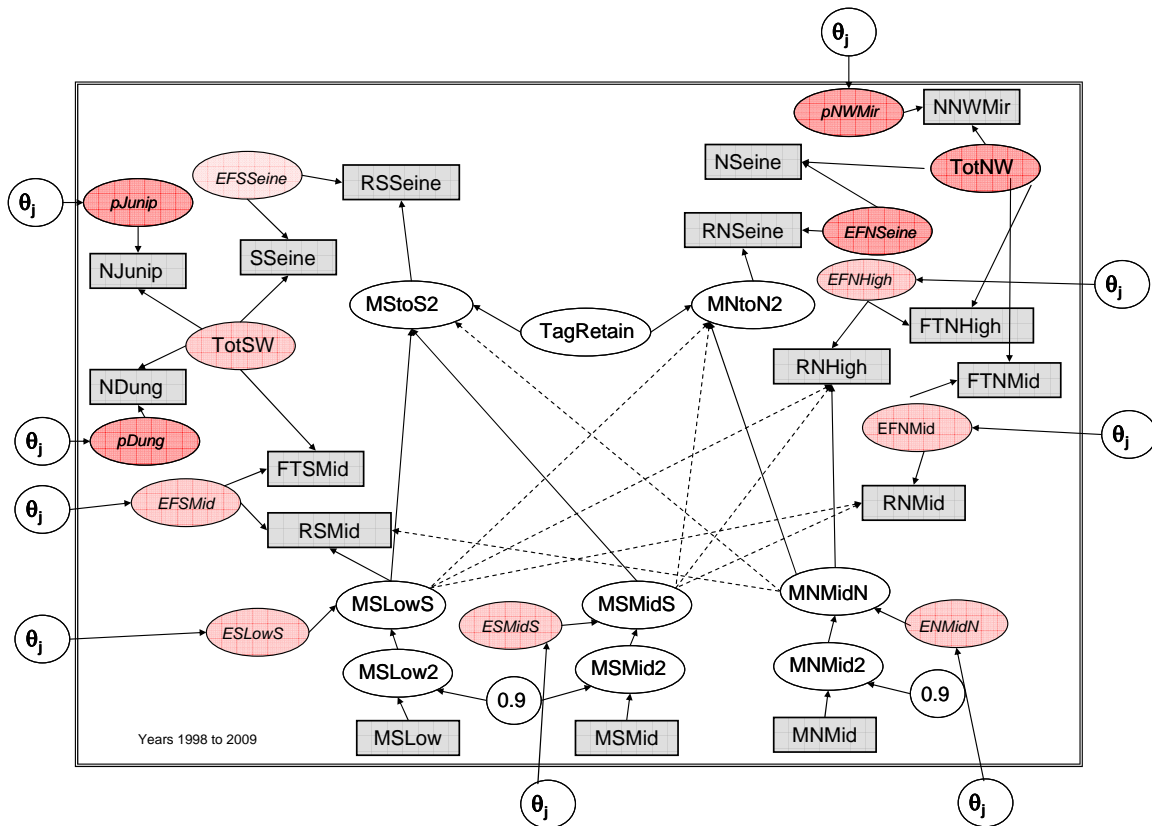 θj
θj
pNWMir
NNWMir
NSeine
TotNW
EFSSeine
RSSeine
θj
pJunip
RNSeine
EFNSeine
NJunip
SSeine
EFNHigh
θj
MStoS2
TagRetain
MNtoN2
FTNHigh
TotSW
RNHigh
FTNMid
NDung
EFNMid
θj
θj
pDung
FTSMid
EFSMid
θj
RNMid
RSMid
MSLowS
MSMidS
MNMidN
θj
ESLowS
ESMidS
ENMidN
MSLow2
MSMid2
MNMid2
0.9
0.9
Years 1998 to 2009
MSLow
MSMid
MNMid
θj
θj